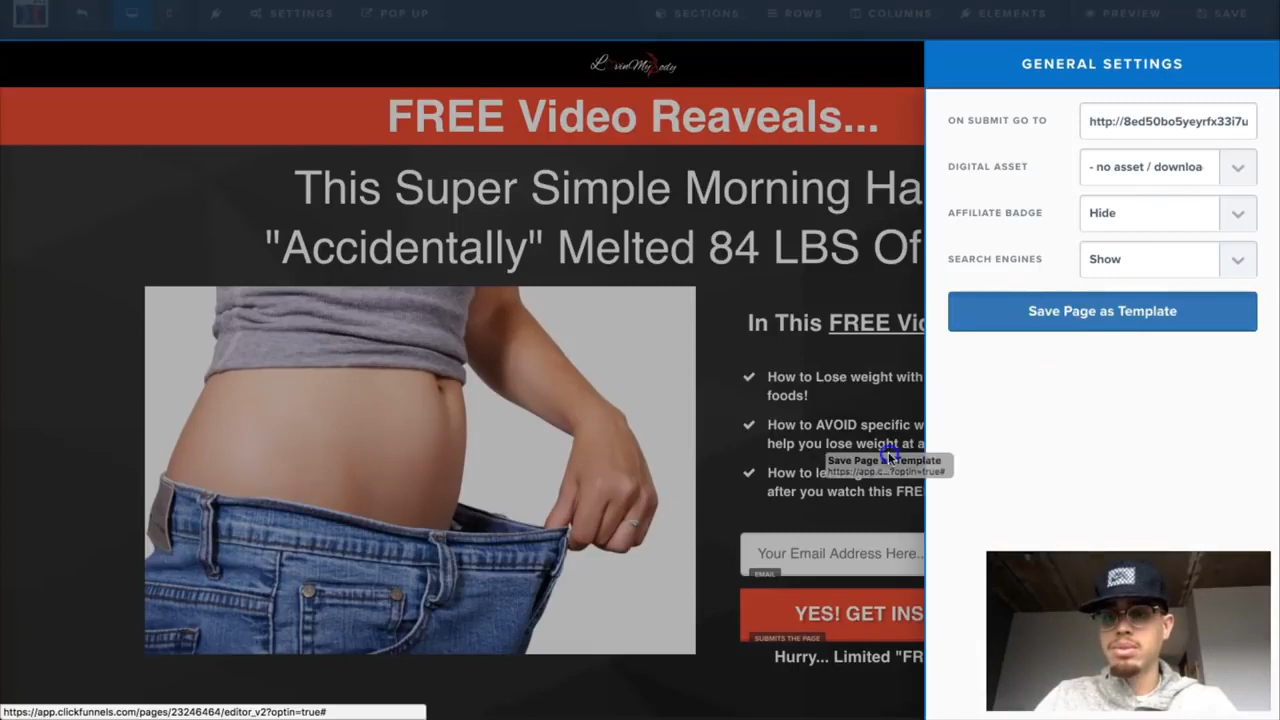 SETTINGS POP UP SECTIONS ROWS COLUMNS ELEMENTS PREVIEW SAVE
LovinMyBody
GENERAL SETTINGS
FREE Video Reaveals...
ON SUBMIT GO TO http://8ed50bo5yeyrfx33i7u
DIGITAL ASSET - no asset / downloa
This Super Simple Morning Ha
AFFILIATE BADGE Hide
"Accidentally" Melted 84 LBS Of
SEARCH ENGINES Show
Save Page as Template
In This FREE Vid
How to Lose weight with
foods!
How to AVOID specific w
help you lose weight at a
Save Page as Template
https://app.c...?optin=true#
How to le
after you watch this FRE
Your Email Address Here..
EMAIL
YES! GET INS
SUBMITS THE PAGE
Hurry... Limited "FR
https://app.clickfunnels.com/pages/23246464/editor_v2?optin=true#